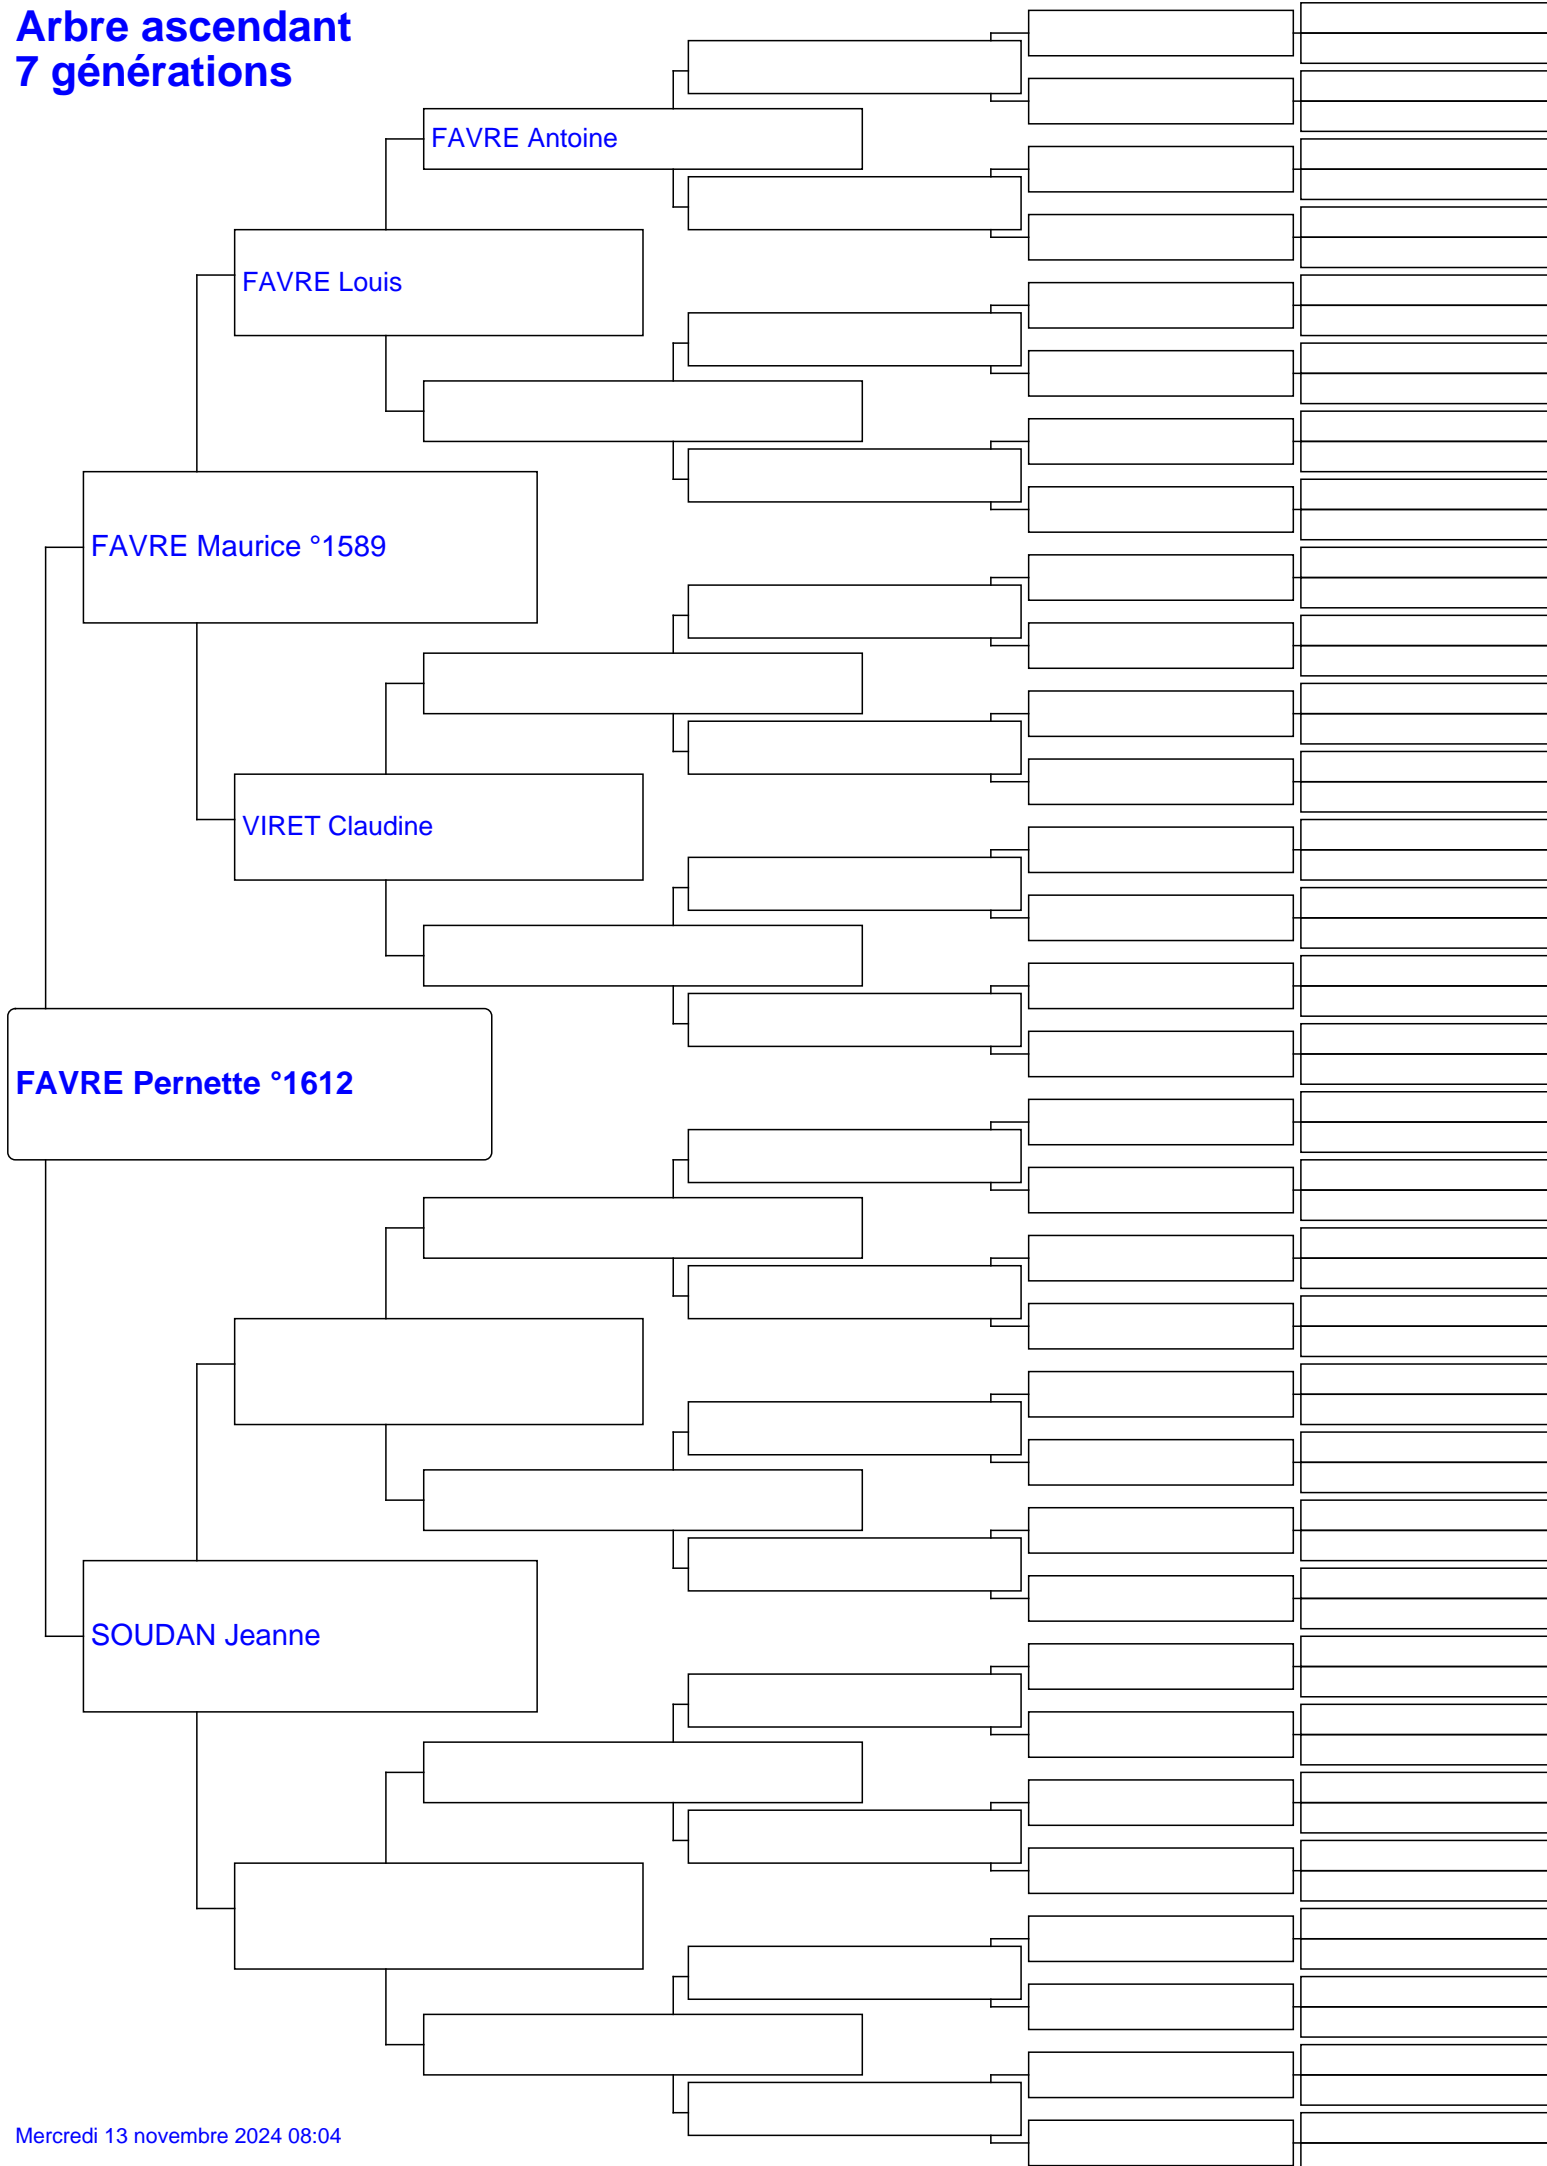 Arbre ascendant
7 générations
FAVRE Antoine
FAVRE Louis
FAVRE Maurice °1589
VIRET Claudine
FAVRE Pernette °1612
SOUDAN Jeanne
Mercredi 13 novembre 2024 08:04